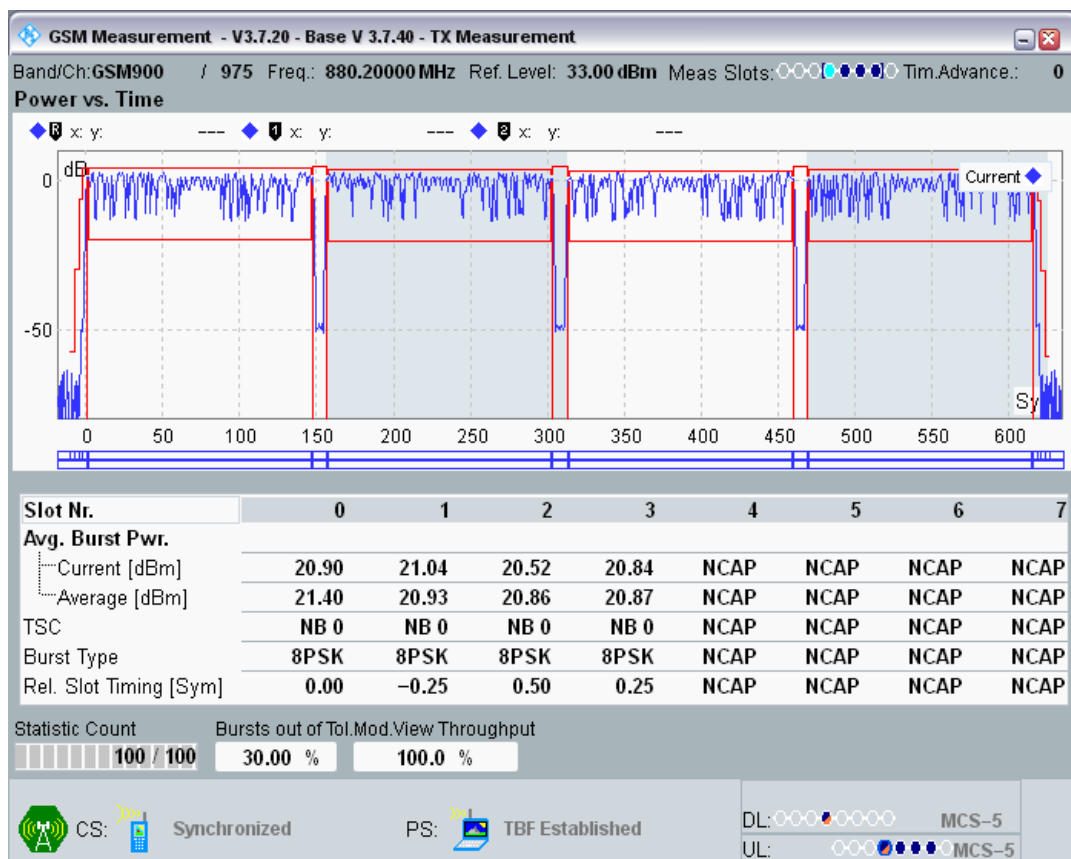 GSM Measurement - V3.7.20 - Base V 3.7.40 - TX Measurement
Band/Ch:GSM900 / 975 Freq.: 880.20000 MHz Ref. Level: 33.00 dBm Meas Slots: Tim.Advance.: 0
Power vs. Time
R x: y: --- 1 x: y: --- 2 x: y: ---
dB
Current
0
-50
Sy
0 50 100 150 200 250 300 350 400 450 500 550 600
Slot Nr. 0 1 2 3 4 5 6 7
Avg. Burst Pwr.
Current [dBm] 20.90 21.04 20.52 20.84 NCAP NCAP NCAP NCAP
Average [dBm] 21.40 20.93 20.86 20.87 NCAP NCAP NCAP NCAP
TSC NB 0 NB 0 NB 0 NB 0 NCAP NCAP NCAP NCAP
Burst Type 8PSK 8PSK 8PSK 8PSK NCAP NCAP NCAP NCAP
Rel. Slot Timing [Sym] 0.00 −0.25 0.50 0.25 NCAP NCAP NCAP NCAP
Statistic Count Bursts out of Tol. Mod.View Throughput
100 / 100 30.00 % 100.0 %
CS: Synchronized PS: TBF Established
DL: MCS−5
UL: MCS−5